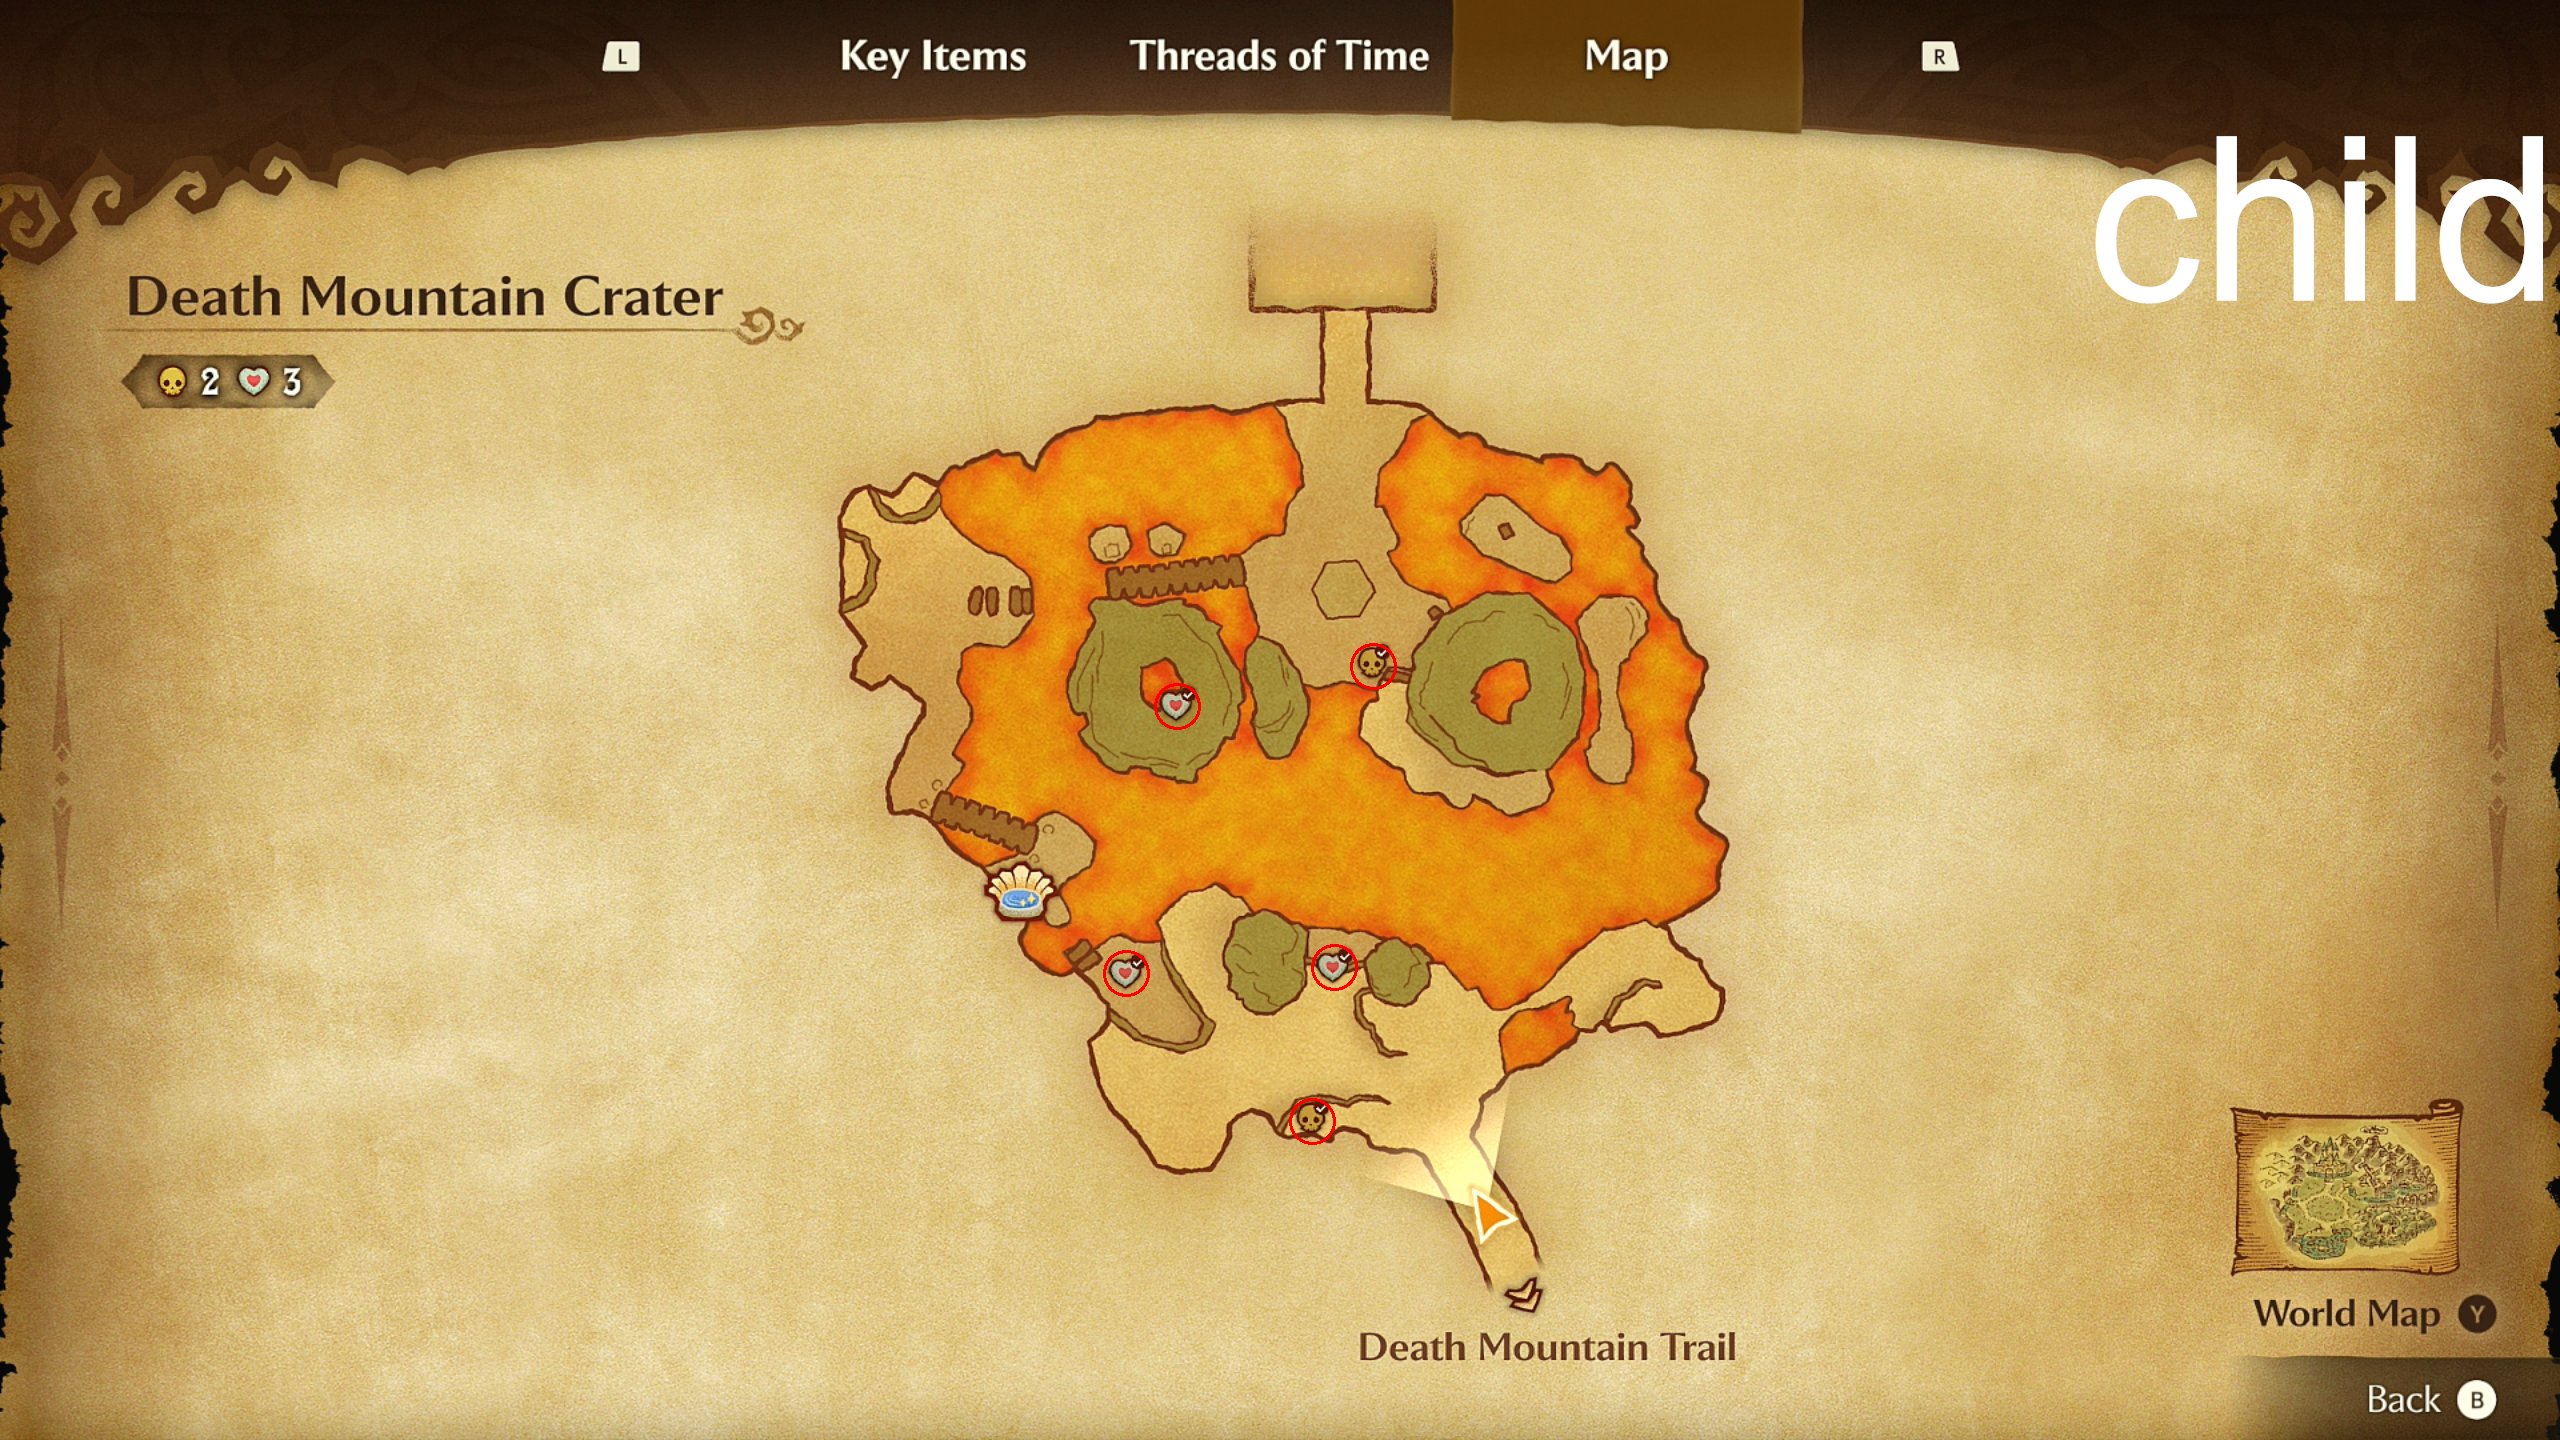 L Key Items Threads of Time Map R
child
Death Mountain Crater
2 3
World Map Y
Death Mountain Trail
Back B